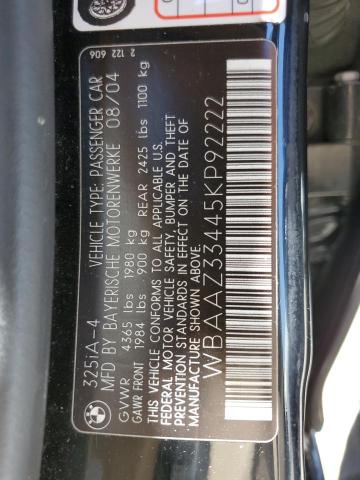 2 122 606
325iA-4 VEHICLE TYPE: PASSENGER CAR
MFD BY BAYERISCHE MOTORENWERKE 08/04
GVWR 4365 lbs 1980 kg
GAWR FRONT 1984 lbs 900 kg REAR 2425 lbs 1100 kg
THIS VEHICLE CONFORMS TO ALL APPLICABLE U.S.
FEDERAL MOTOR VEHICLE SAFETY, BUMPER AND THEFT
PREVENTION STANDARDS IN EFFECT ON THE DATE OF
MANUFACTURE SHOWN ABOVE.
WBAAZ33445KP92222